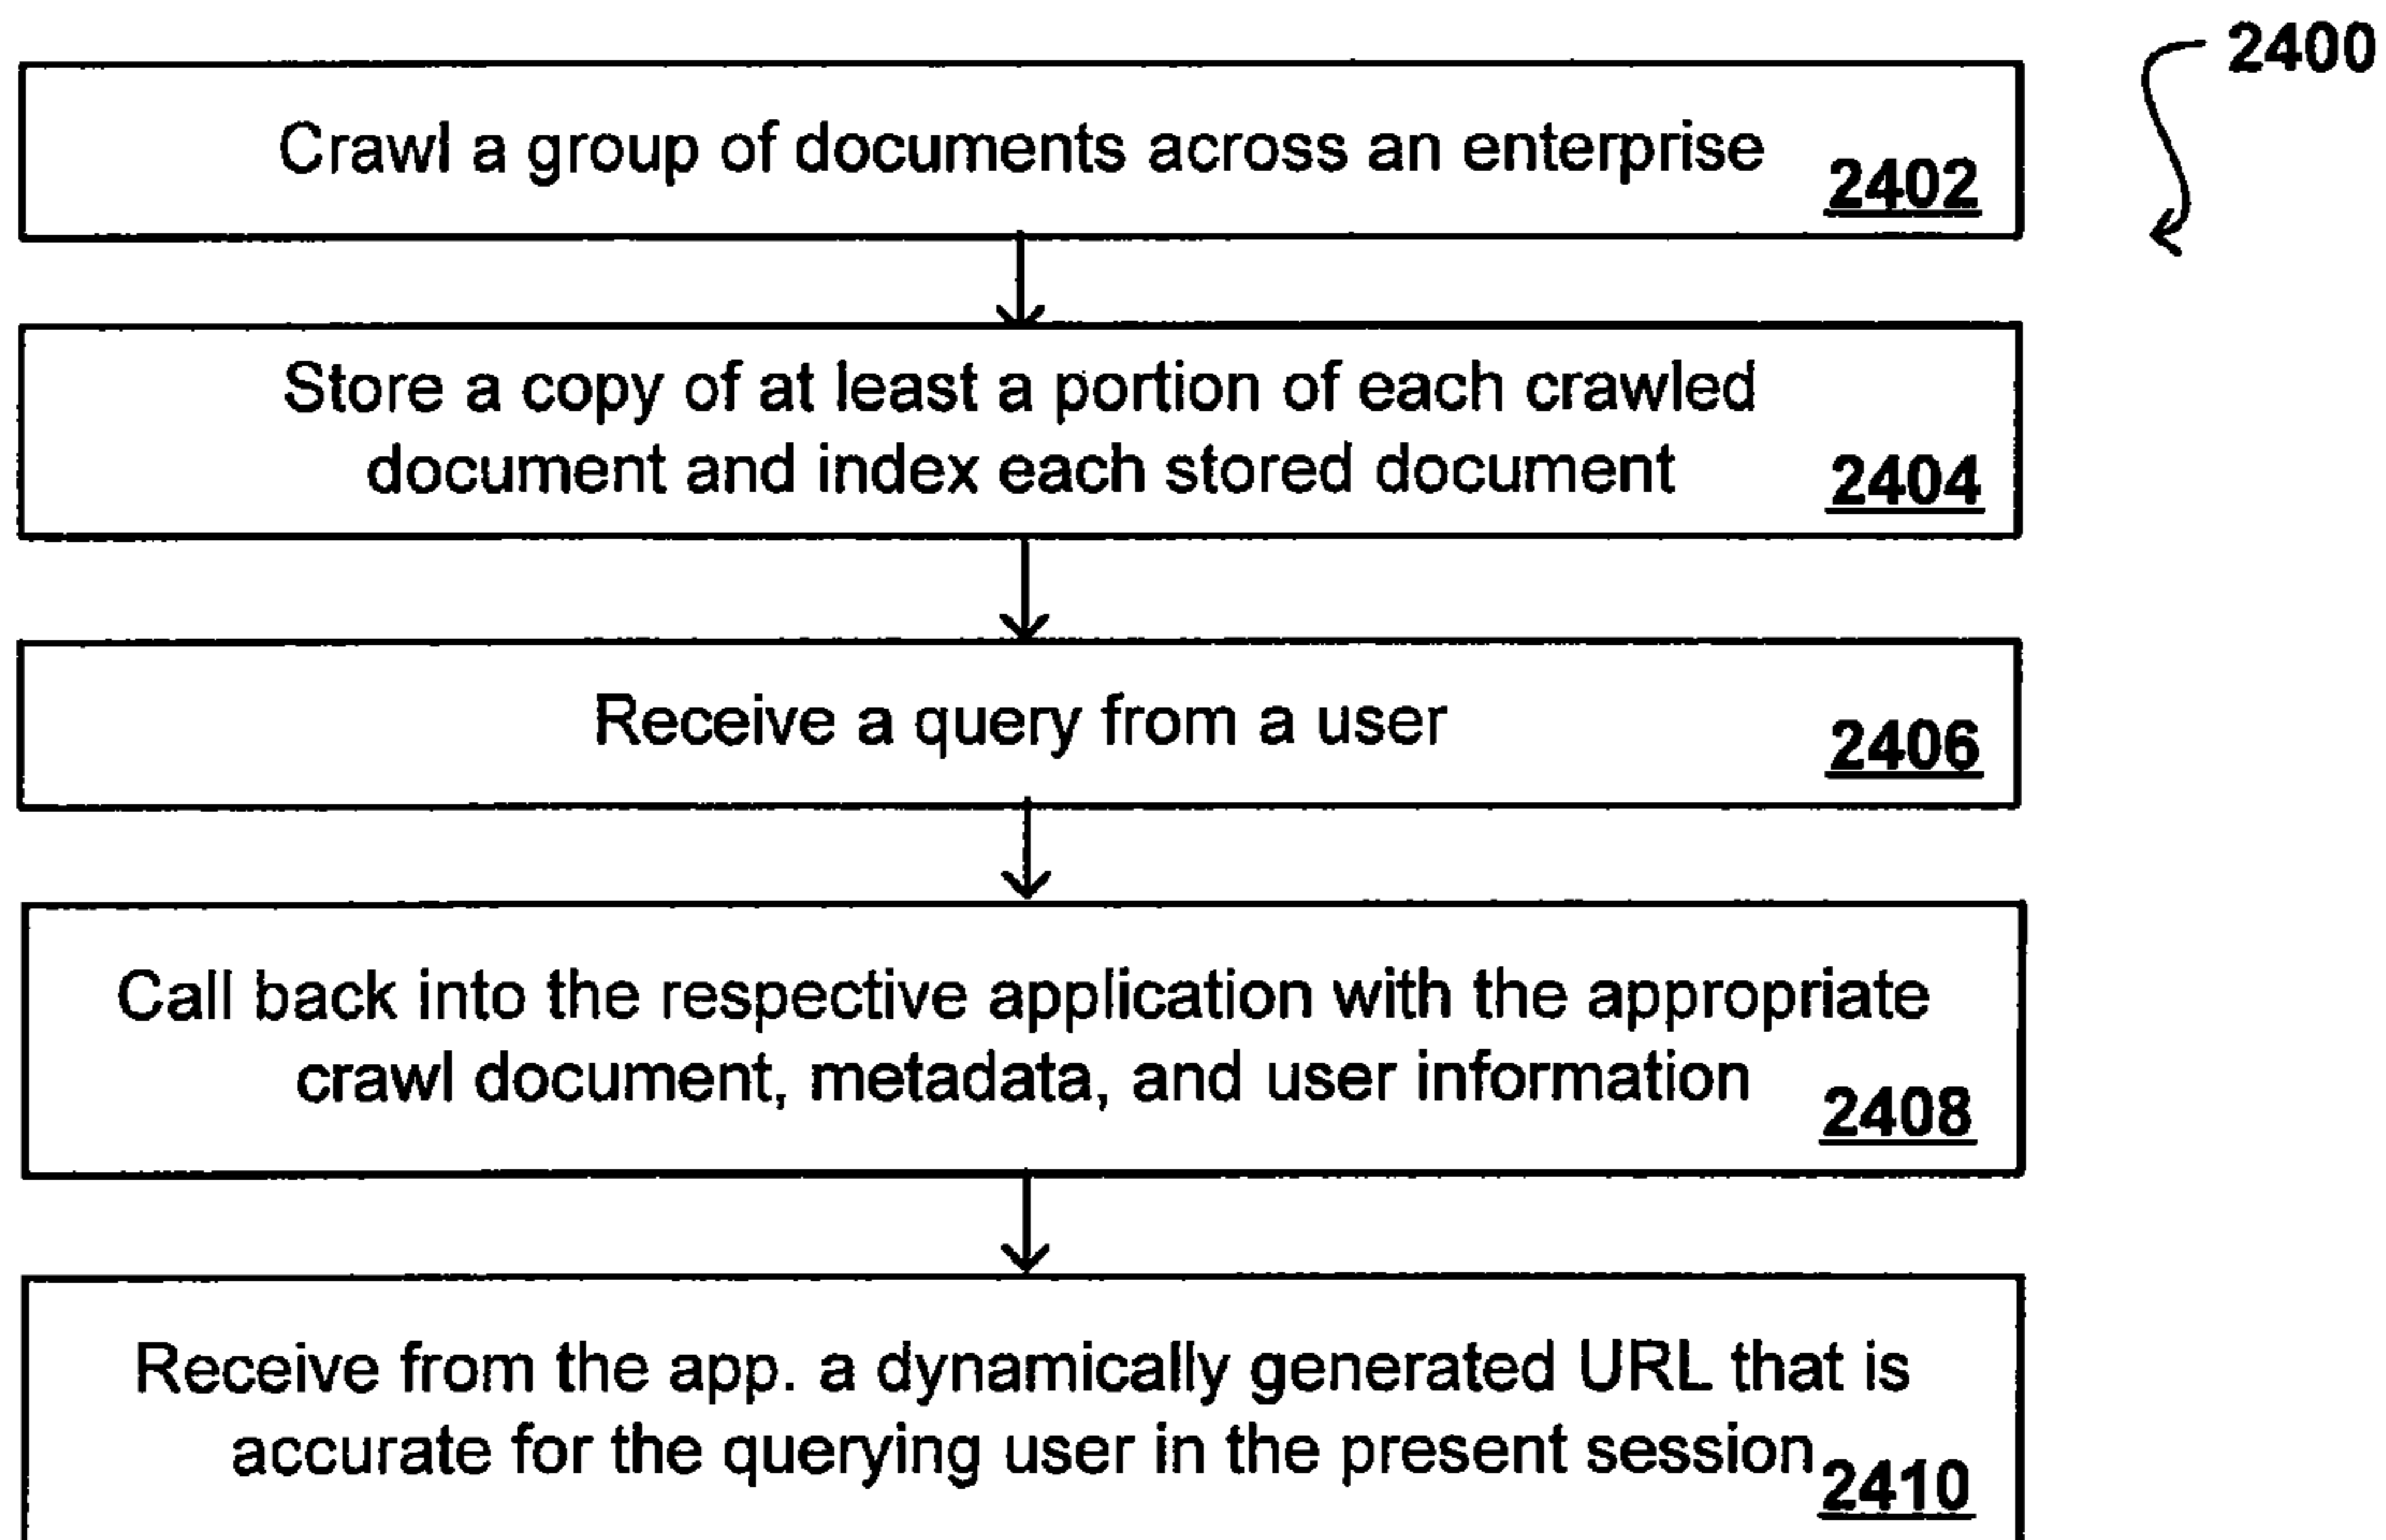 2400
Crawl a group of documents across an enterprise
2402
Store a copy of at least a portion of each crawled
document and index each stored document
2404
Receive a query from a user
2406
Call back into the respective application with the appropriate
crawl document, metadata, and user information
2408
Receive from the app. a dynamically generated URL that is
accurate for the querying user in the present session
2410